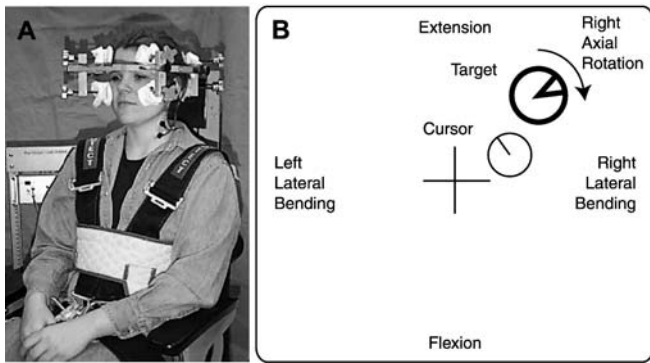 A
B
Extension
Right
Axial
Rotation
Target
Cursor
Left
Lateral
Bending
Right
Lateral
Bending
Flexion